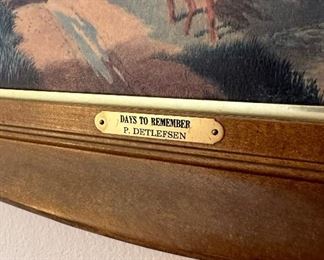 DAYS TO REMEMBER
P. DETLEFSEN